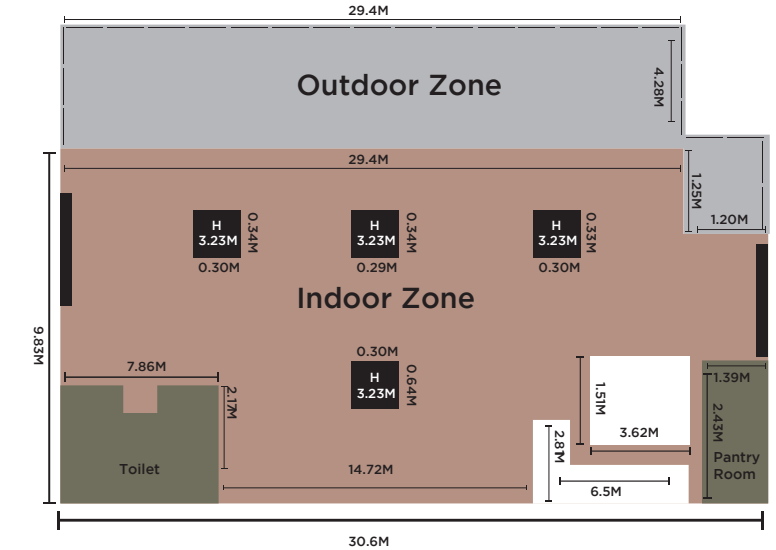 29.4M
Outdoor Zone
4.28M
29.4M
1.25M
1.20M
H
3.23M
0.34M
0.30M
H
3.23M
0.34M
0.29M
H
3.23M
0.33M
0.30M
Indoor Zone
9.83M
0.30M
H
3.23M
0.64M
7.86M
2.17M
Toilet
14.72M
1.51M
3.62M
2.81M
6.5M
1.39M
2.43M
Pantry
Room
30.6M